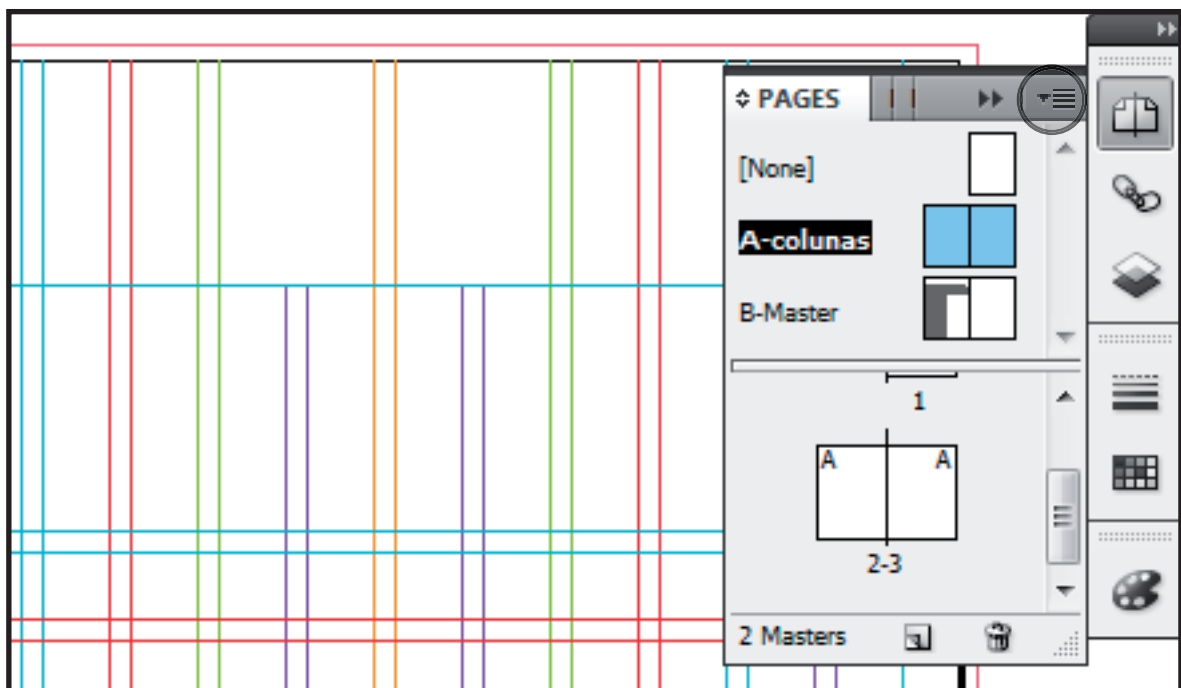 PAGES
[None]
A-colunas
B-Master
1
A A
2-3
2 Masters